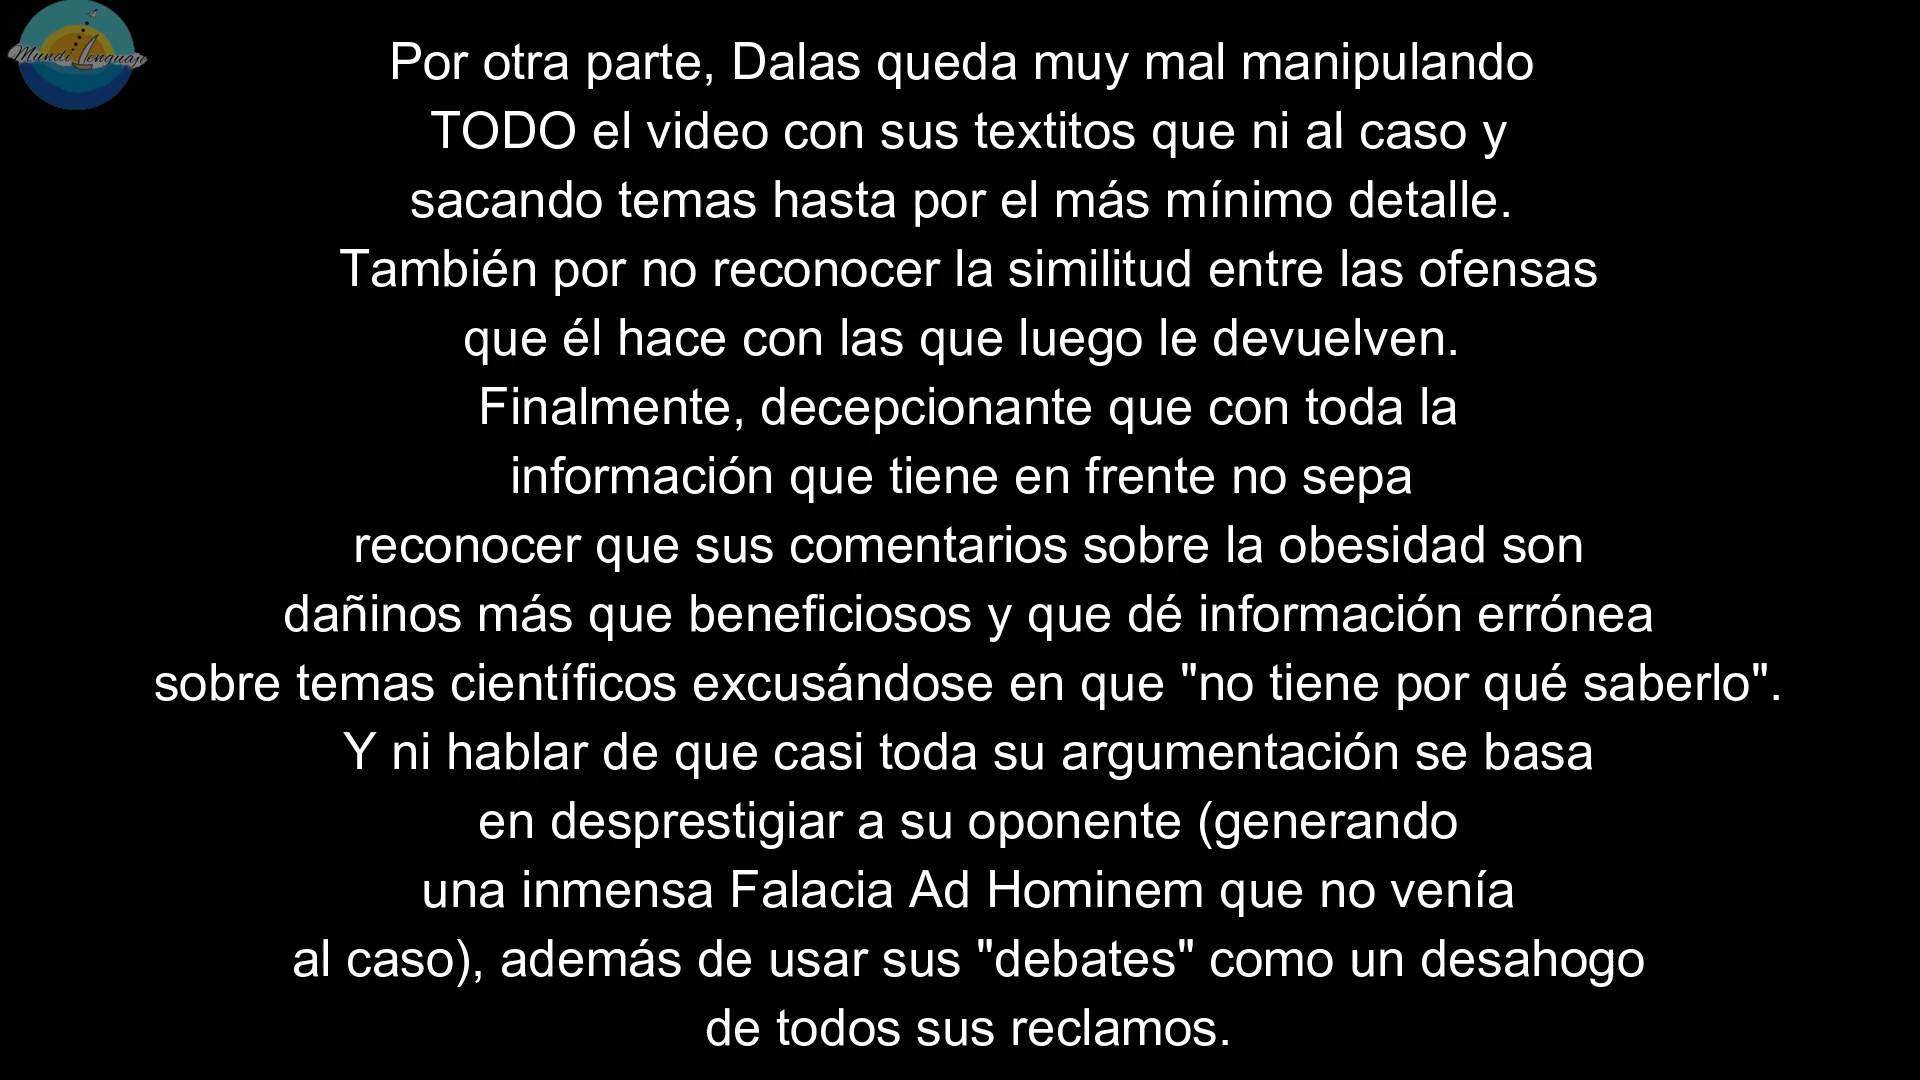 Mundi Lenguaje
Por otra parte, Dalas queda muy mal manipulando
TODO el video con sus textitos que ni al caso y
sacando temas hasta por el más mínimo detalle.
También por no reconocer la similitud entre las ofensas
que él hace con las que luego le devuelven.
Finalmente, decepcionante que con toda la
información que tiene en frente no sepa
reconocer que sus comentarios sobre la obesidad son
dañinos más que beneficiosos y que dé información errónea
sobre temas científicos excusándose en que "no tiene por qué saberlo".
Y ni hablar de que casi toda su argumentación se basa
en desprestigiar a su oponente (generando
una inmensa Falacia Ad Hominem que no venía
al caso), además de usar sus "debates" como un desahogo
de todos sus reclamos.